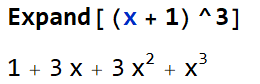 Expand[(x + 1)^3]
1 + 3 x + 3 x² + x³